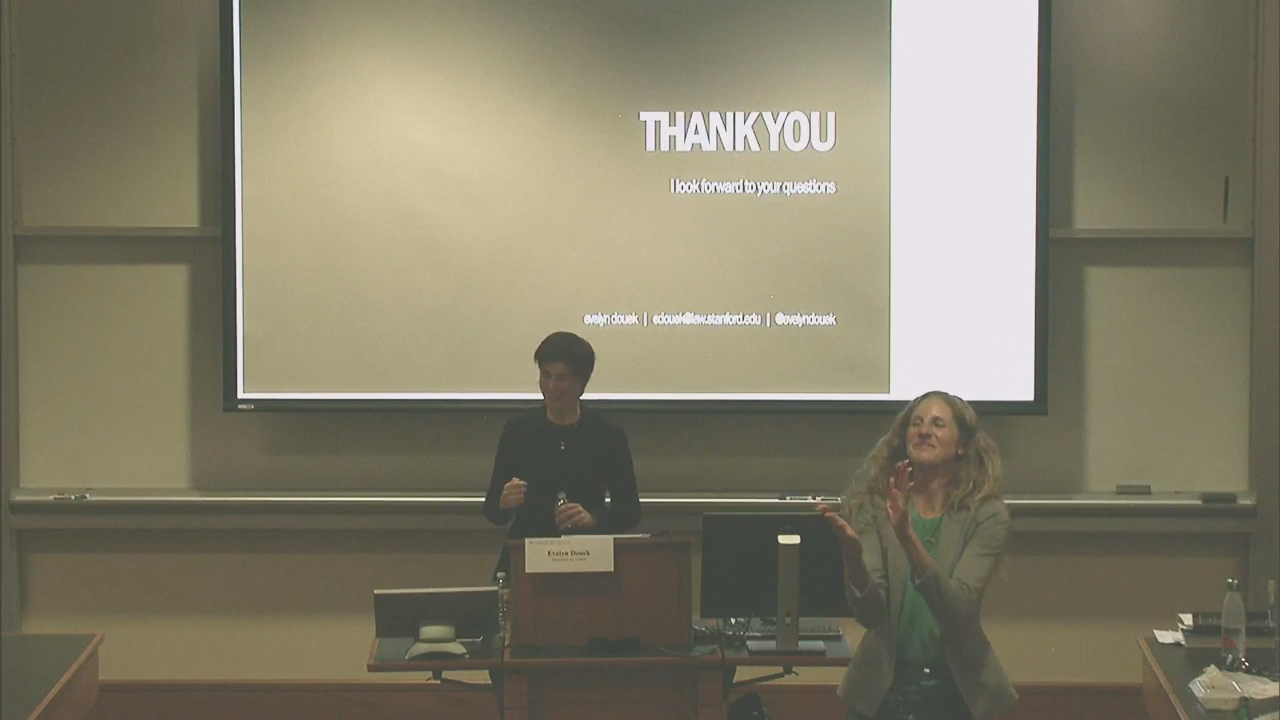 THANK YOU
I look forward to your questions
evelyn douek | edouek@law.stanford.edu | @evelyndouek
Evelyn Douek